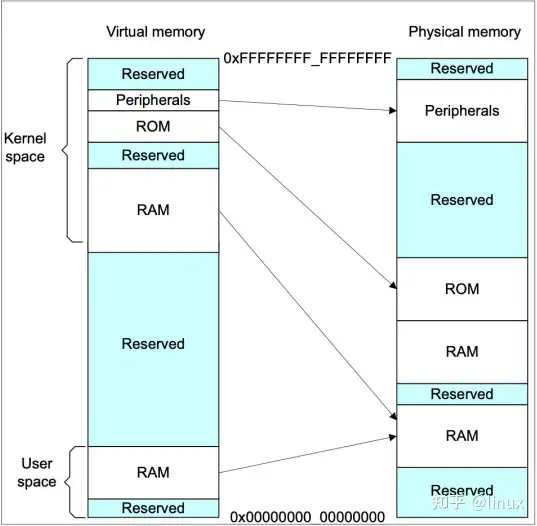 Virtual memory
Physical memory
0xFFFFFFFF_FFFFFFFF
Kernel
space
Reserved
Peripherals
ROM
Reserved
RAM
Reserved
User
space
RAM
Reserved
0x00000000_00000000
Reserved
Peripherals
Reserved
ROM
RAM
Reserved
RAM
Reserved
知乎 @linux